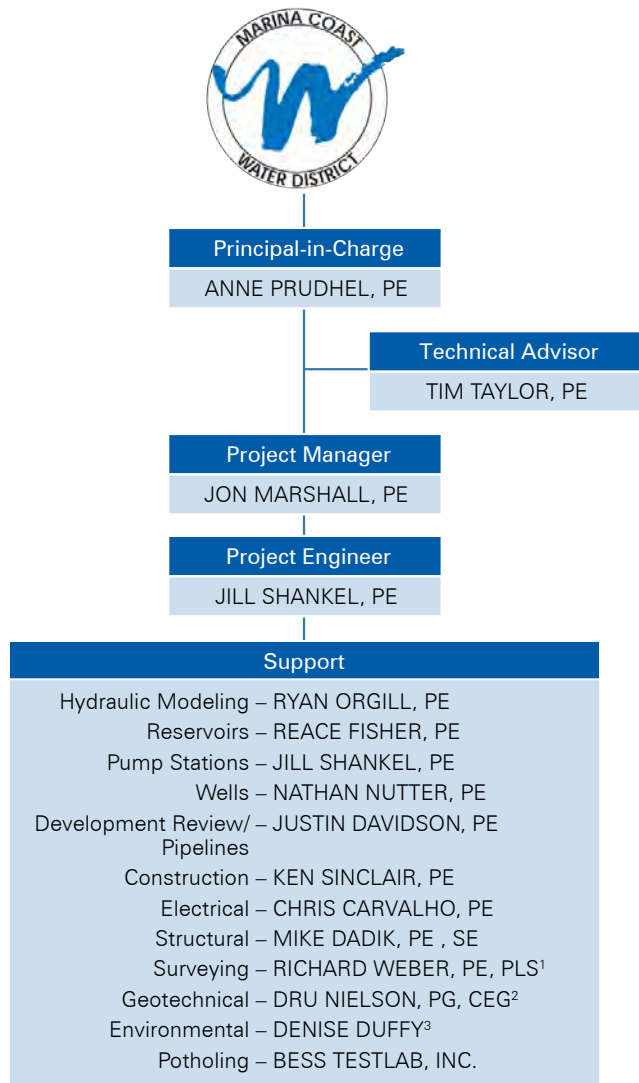 MARINA COAST
WATER DISTRICT
Principal-in-Charge
ANNE PRUDHEL, PE
Technical Advisor
TIM TAYLOR, PE
Project Manager
JON MARSHALL, PE
Project Engineer
JILL SHANKEL, PE
Support
Hydraulic Modeling – RYAN ORGILL, PE
Reservoirs – REACE FISHER, PE
Pump Stations – JILL SHANKEL, PE
Wells – NATHAN NUTTER, PE
Development Review/ – JUSTIN DAVIDSON, PE
Pipelines
Construction – KEN SINCLAIR, PE
Electrical – CHRIS CARVALHO, PE
Structural – MIKE DADIK, PE , SE
Surveying – RICHARD WEBER, PE, PLS¹
Geotechnical – DRU NIELSON, PG, CEG²
Environmental – DENISE DUFFY³
Potholing – BESS TESTLAB, INC.